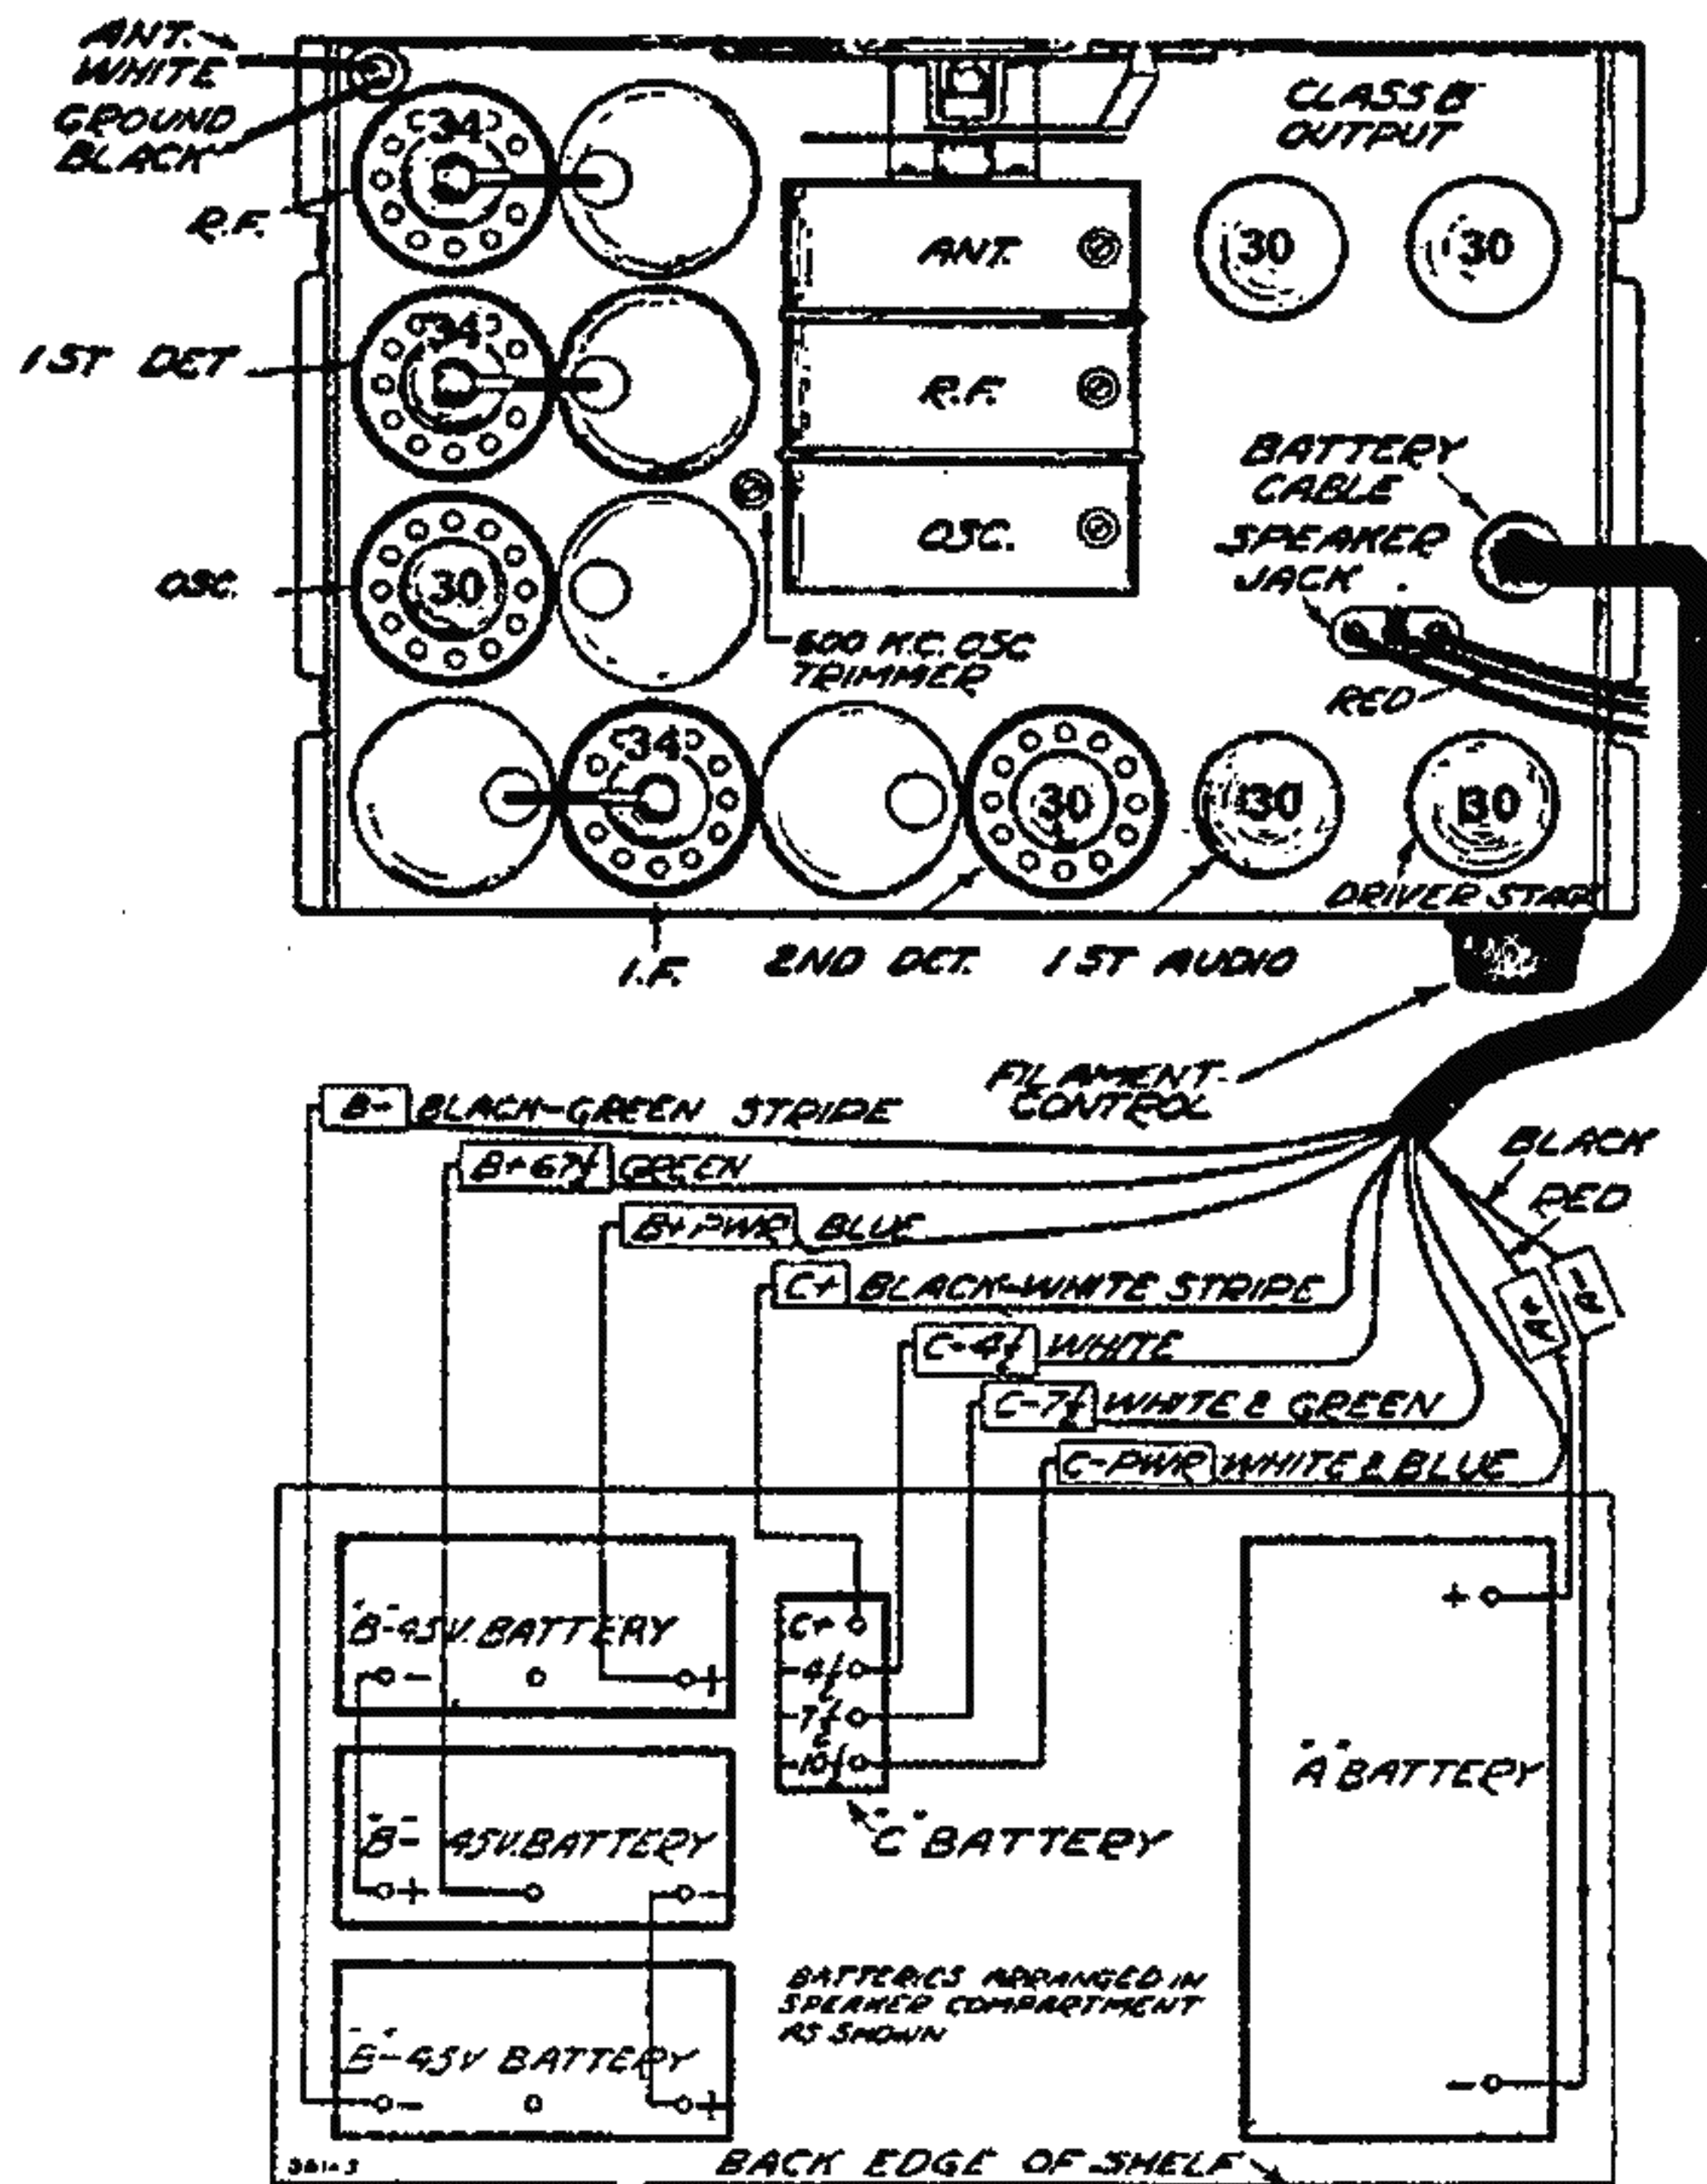 ANT.
WHITE
GROUND
BLACK
R.F.
34
CLASS B
OUTPUT
30
30
ANT.
1ST DET
34
R.F.
BATTERY
CABLE
SPEAKER
JACK
OSC.
30
OSC.
600 K.C. OSC
TRIMMER
RED
34
30
30
30
DRIVER STAGE
I.F.
2ND DET.
1ST AUDIO
FILAMENT
CONTROL
B- BLACK-GREEN STRIPE
B+67½ GREEN
B+PWR BLUE
C+ BLACK-WHITE STRIPE
C-4½ WHITE
C-7½ WHITE & GREEN
C-PWR WHITE & BLUE
BLACK
RED
A+
A-
"B"-45V. BATTERY
- +
"B"- 45V. BATTERY
+ -
"B"-45V BATTERY
- +
C+
-4½
-7½
-10½
"C" BATTERY
+
"A" BATTERY
-
BATTERIES ARRANGED IN
SPEAKER COMPARTMENT
AS SHOWN
BACK EDGE OF SHELF